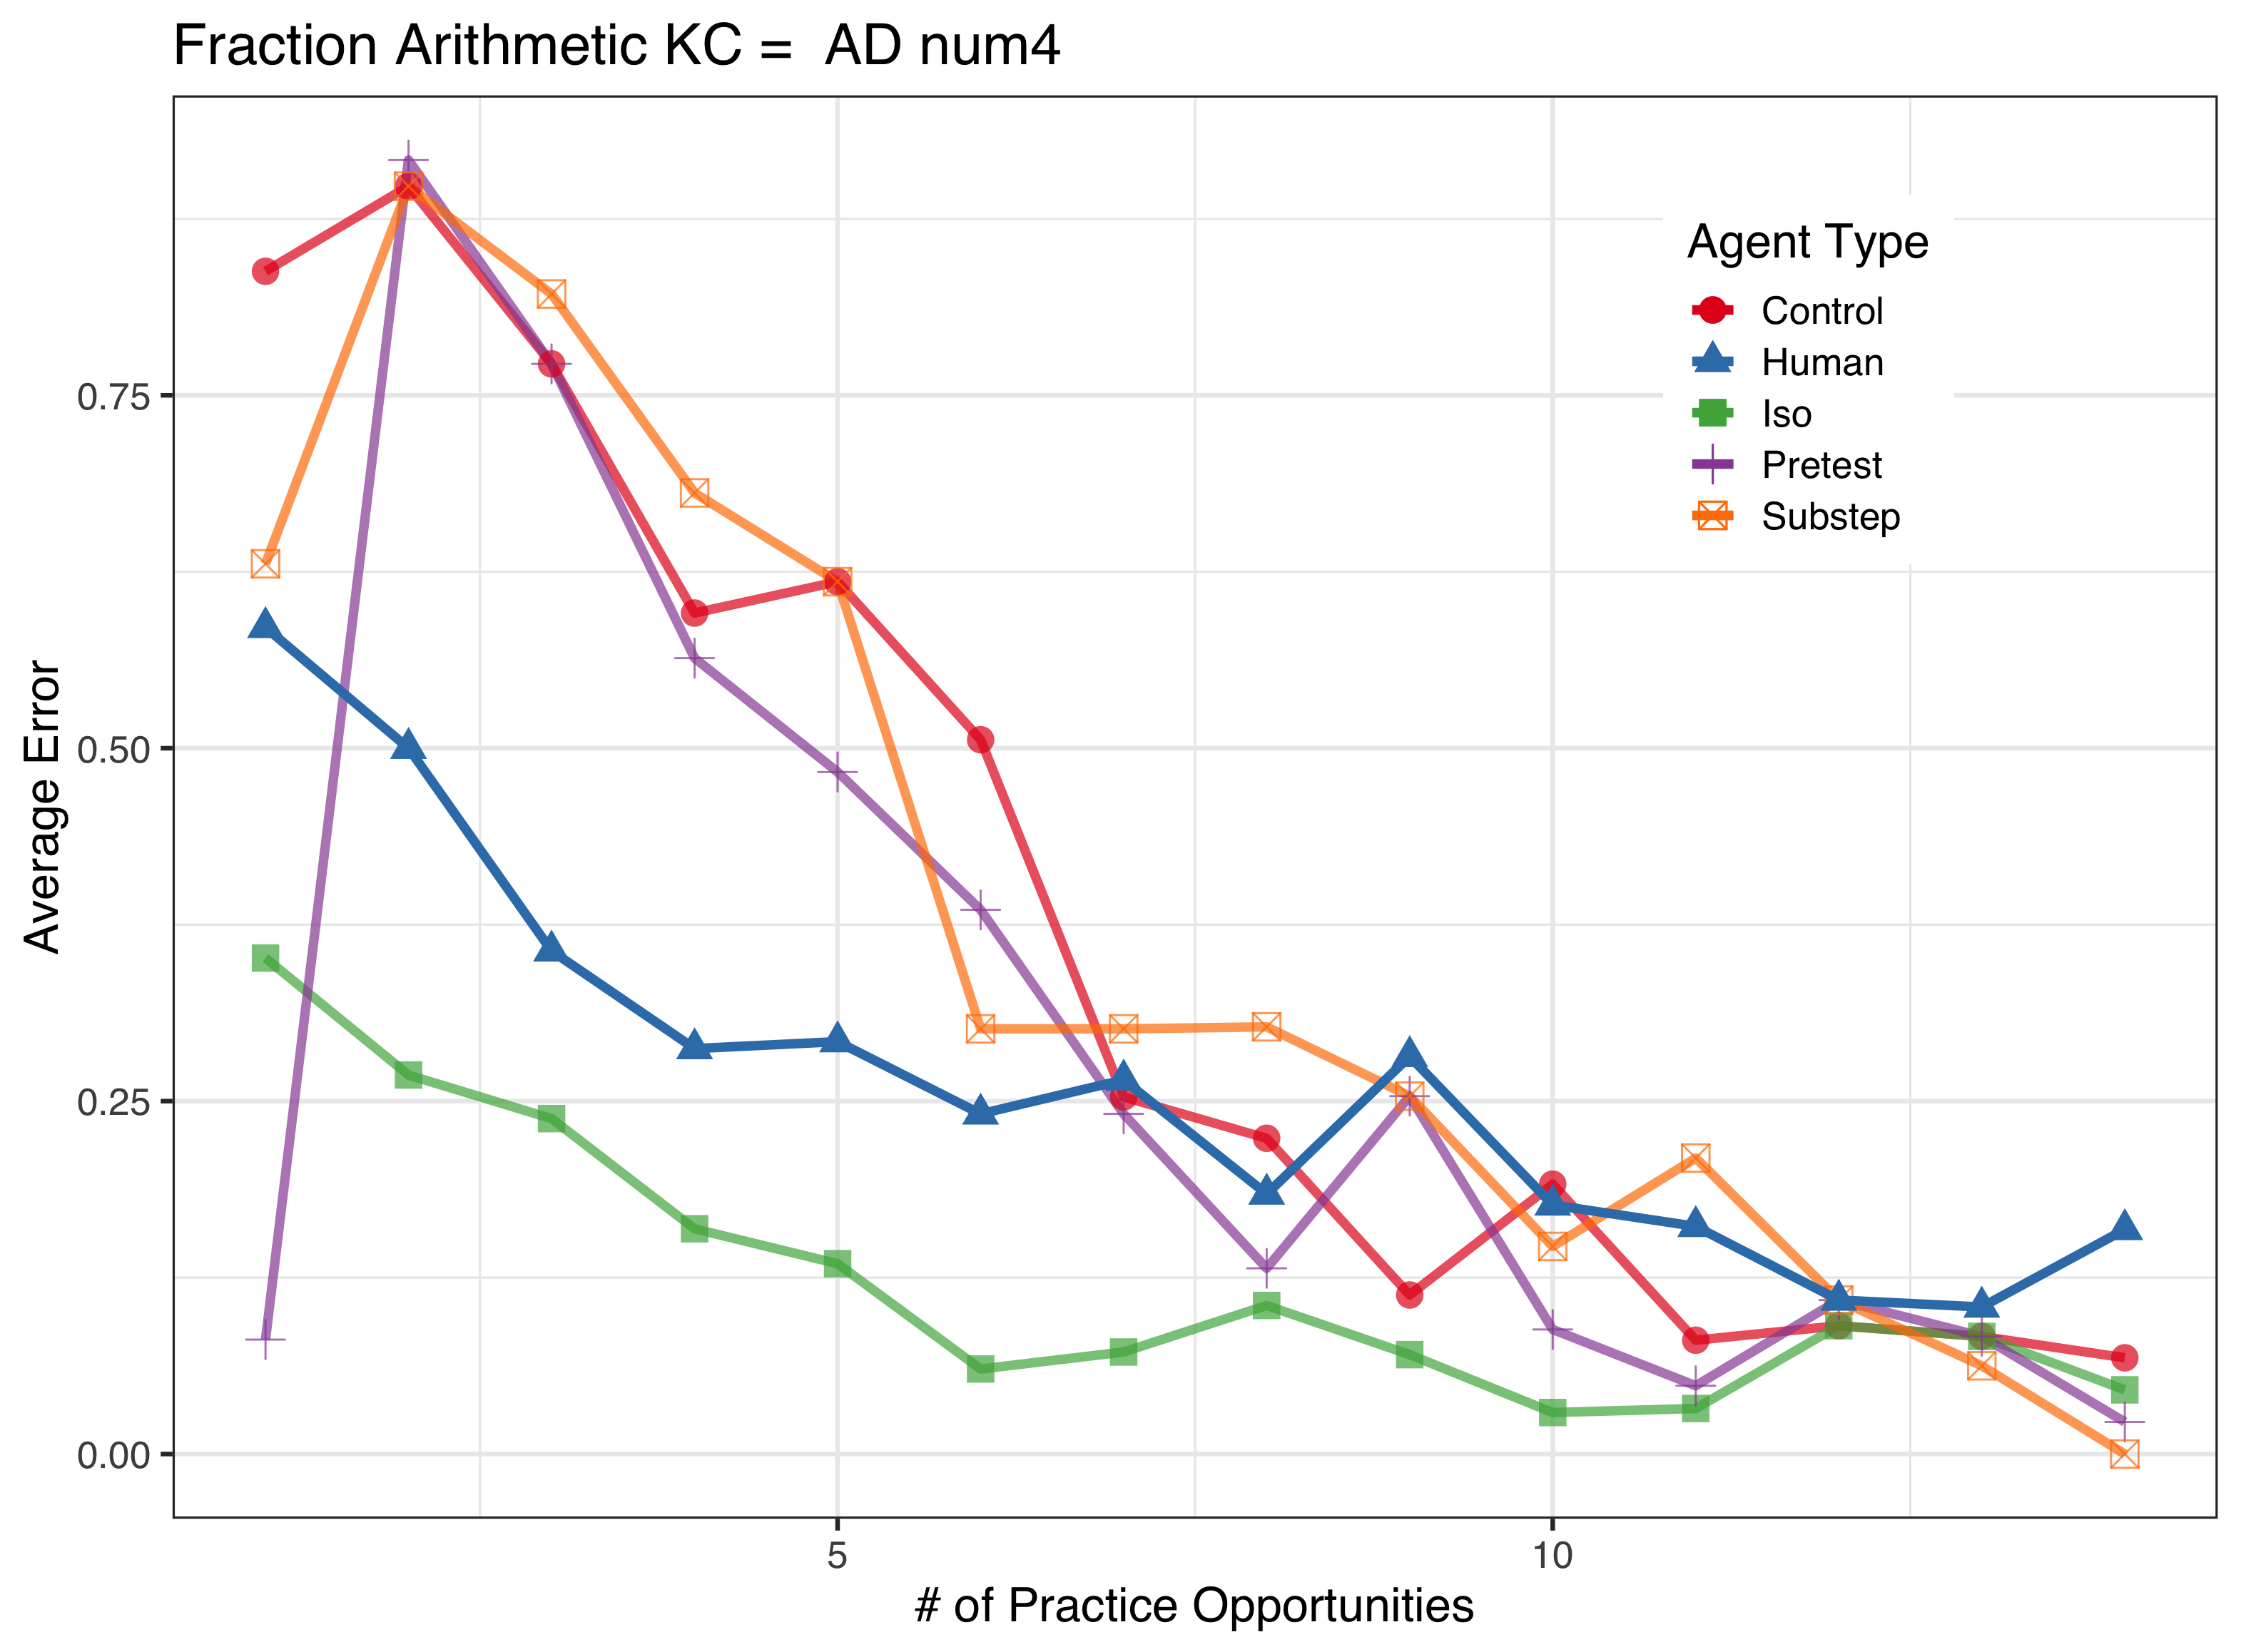 Fraction Arithmetic KC = AD num4
Agent Type
Control
Human
Iso
Pretest
Substep
Average Error
0.75
0.50
0.25
0.00
5
10
# of Practice Opportunities